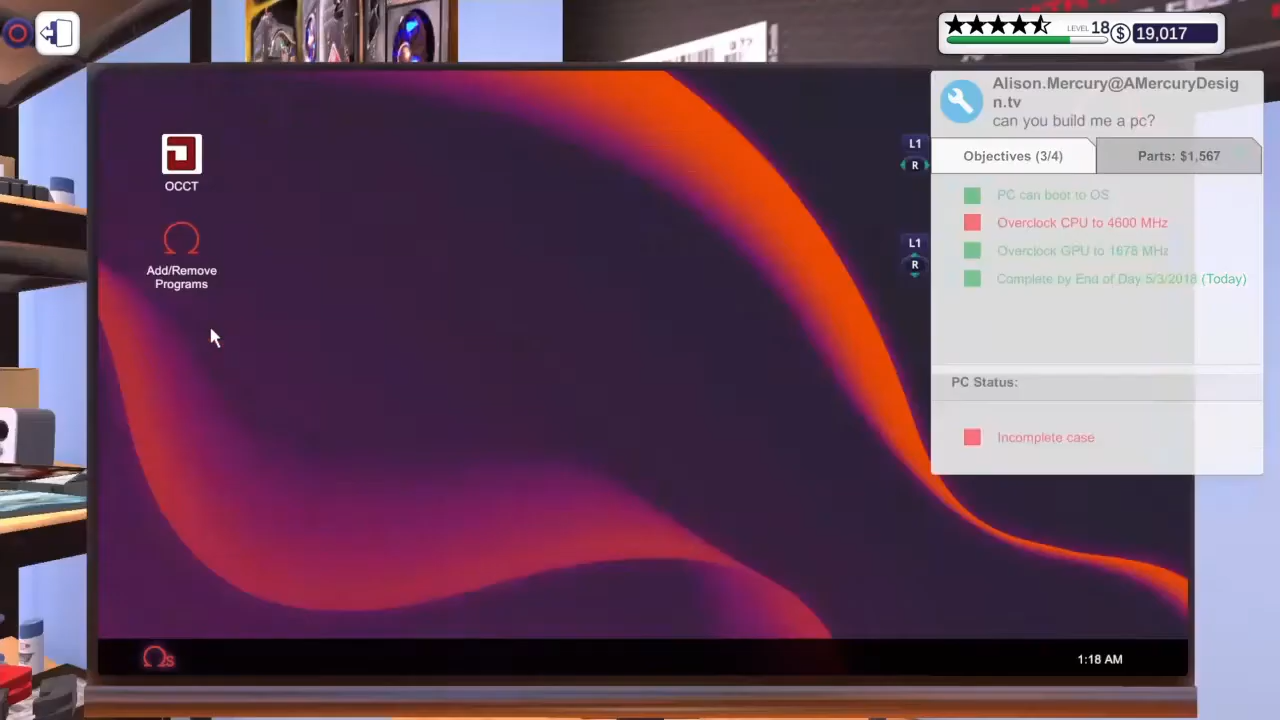 LEVEL 18
$ 19,017
Alison.Mercury@AMercuryDesig
n.tv
can you build me a pc?
Objectives (3/4)
Parts: $1,567
PC can boot to OS
Overclock CPU to 4600 MHz
Overclock GPU to 1678 MHz
Complete by End of Day 5/3/2018 (Today)
PC Status:
Incomplete case
L1
R
L1
R
OCCT
Add/Remove
Programs
Ωs
1:18 AM